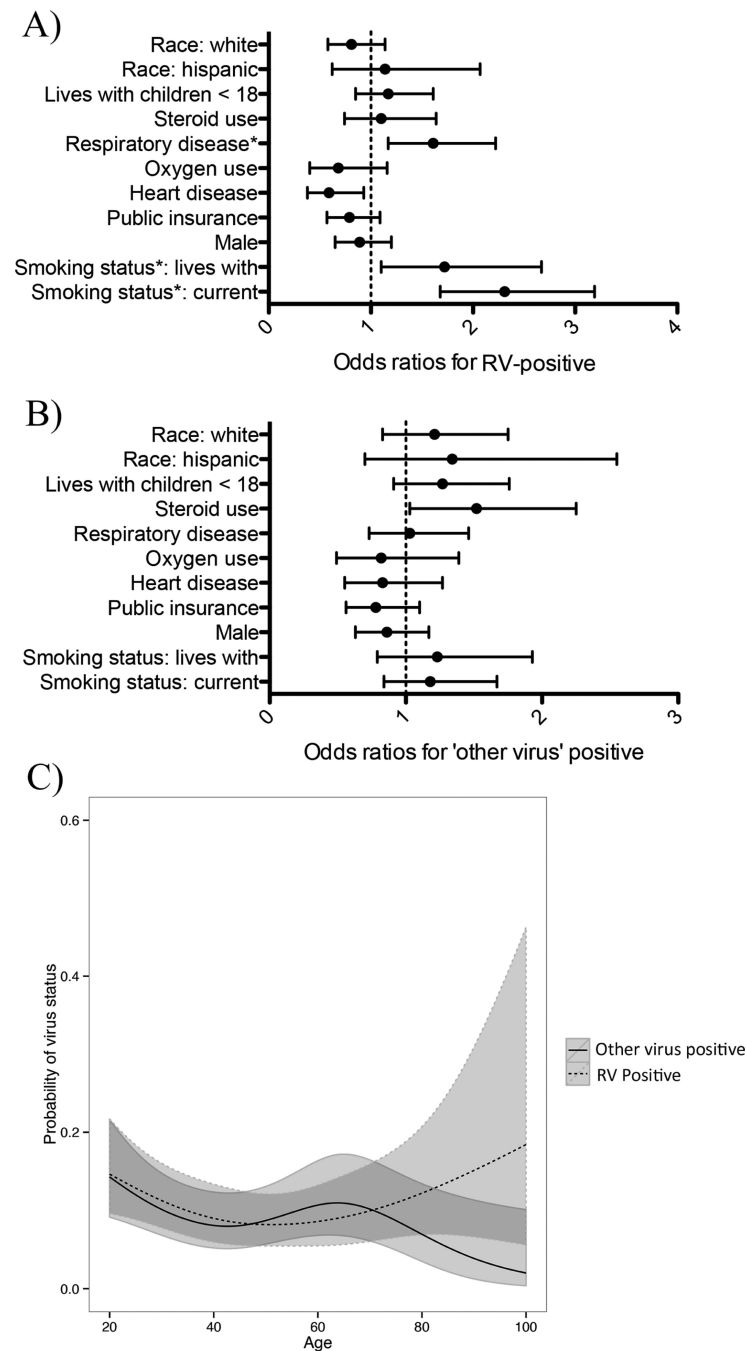 A)
Race: white
Race: hispanic
Lives with children < 18
Steroid use
Respiratory disease*
Oxygen use
Heart disease
Public insurance
Male
Smoking status*: lives with
Smoking status*: current
0 1 2 3 4
Odds ratios for RV-positive
B)
Race: white
Race: hispanic
Lives with children < 18
Steroid use
Respiratory disease
Oxygen use
Heart disease
Public insurance
Male
Smoking status: lives with
Smoking status: current
0 1 2 3
Odds ratios for 'other virus' positive
C)
0.6
0.4
0.2
0.0
Probability of virus status
20 40 60 80 100
Age
Other virus positive
RV Positive